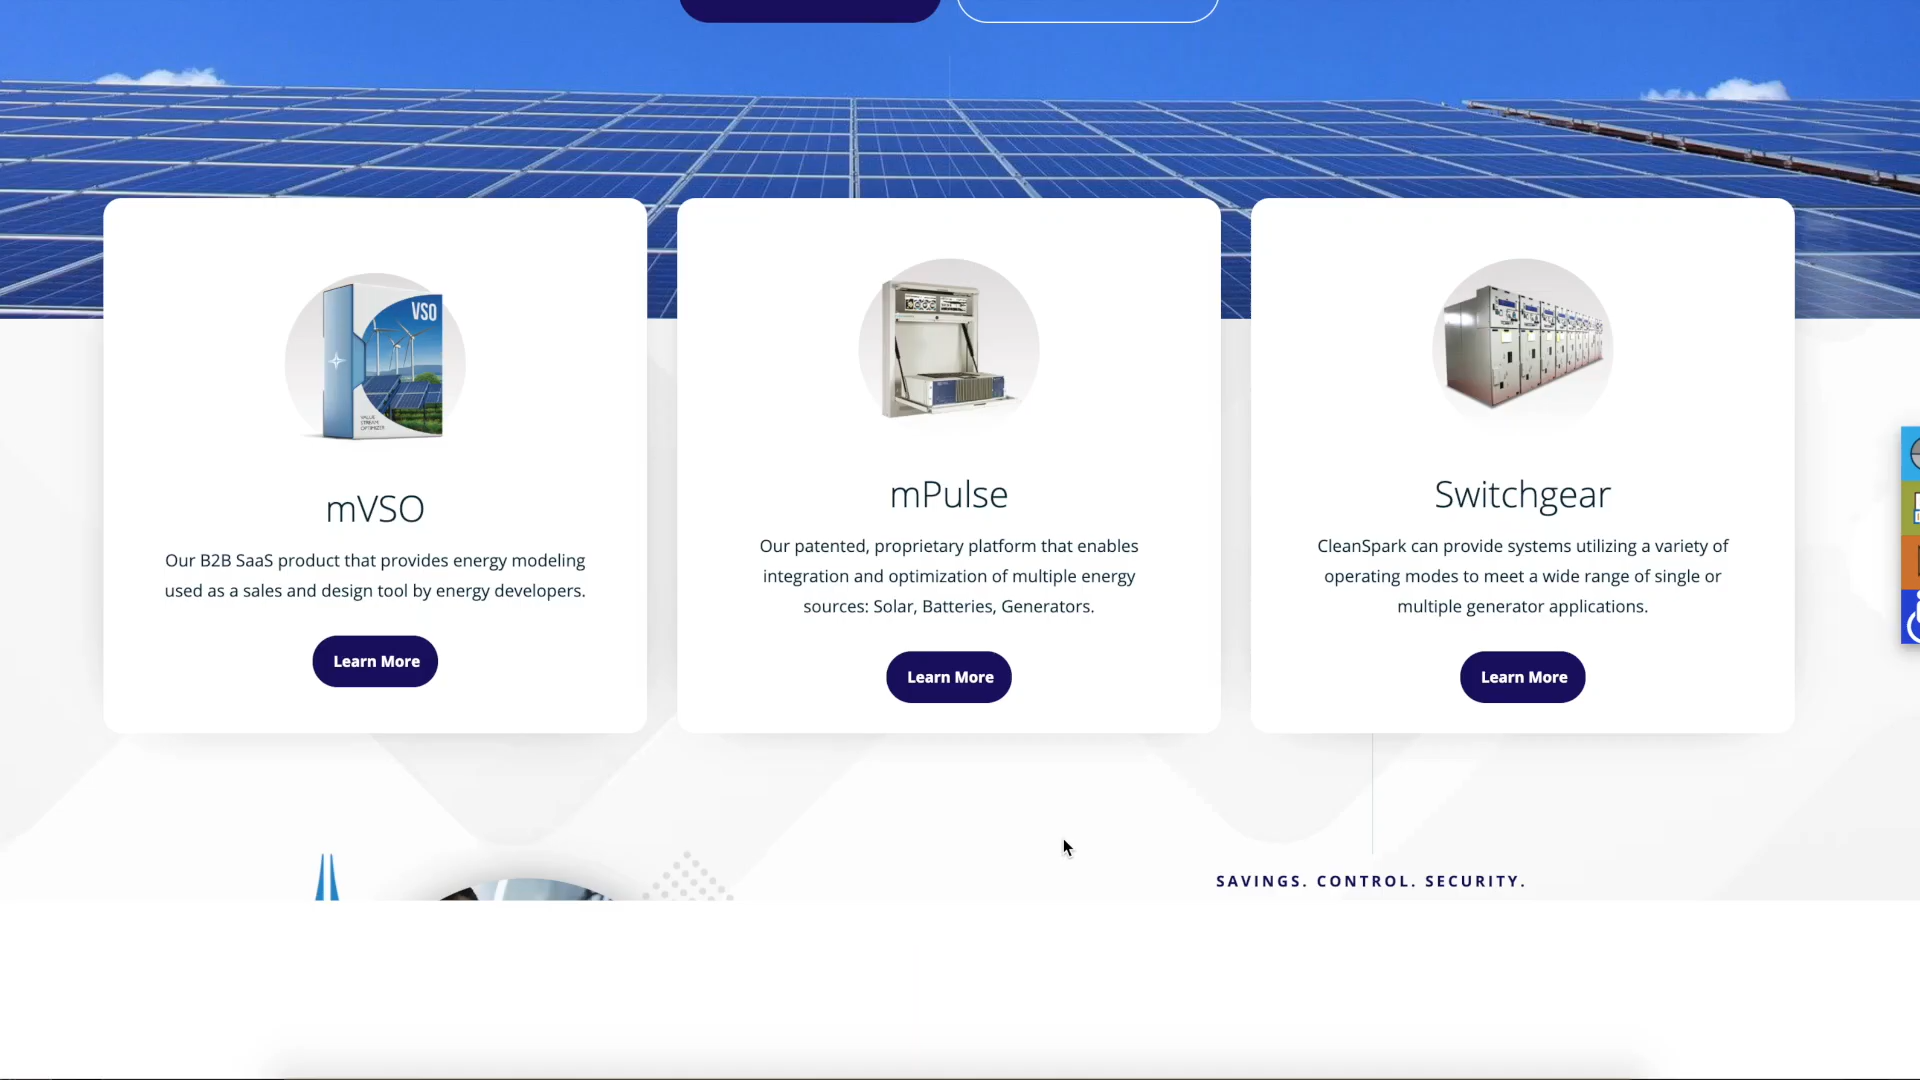 VSO
VALUE
STREAM
OPTIMIZER
mVSO
Our B2B SaaS product that provides energy modeling
used as a sales and design tool by energy developers.
Learn More
mPulse
Our patented, proprietary platform that enables
integration and optimization of multiple energy
sources: Solar, Batteries, Generators.
Learn More
Switchgear
CleanSpark can provide systems utilizing a variety of
operating modes to meet a wide range of single or
multiple generator applications.
Learn More
SAVINGS. CONTROL. SECURITY.